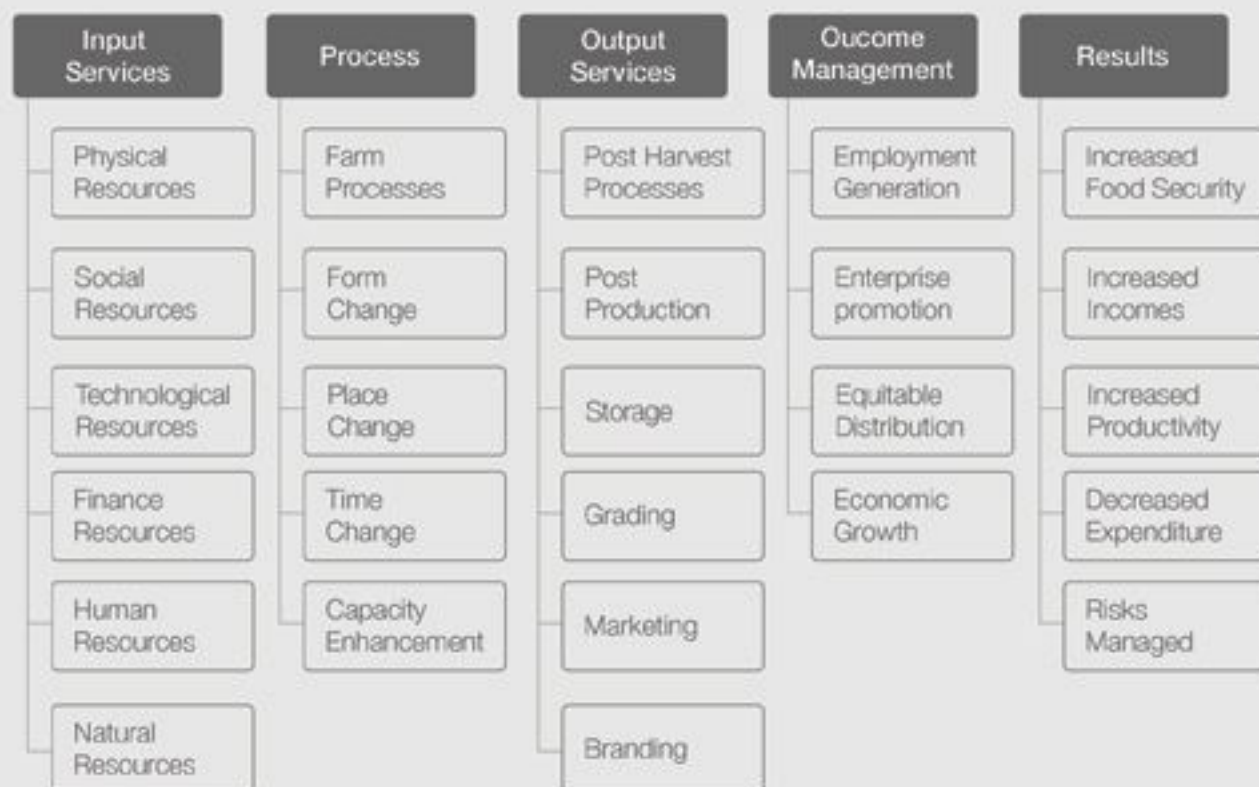 Input
Services
Physical
Resources
Social
Resources
Technological
Resources
Finance
Resources
Human
Resources
Natural
Resources
Process
Farm
Processes
Form
Change
Place
Change
Time
Change
Capacity
Enhancement
Output
Services
Post Harvest
Processes
Post
Production
Storage
Grading
Marketing
Branding
Oucome
Management
Employment
Generation
Enterprise
promotion
Equitable
Distribution
Economic
Growth
Results
Increased
Food Security
Increased
Incomes
Increased
Productivity
Decreased
Expenditure
Risks
Managed